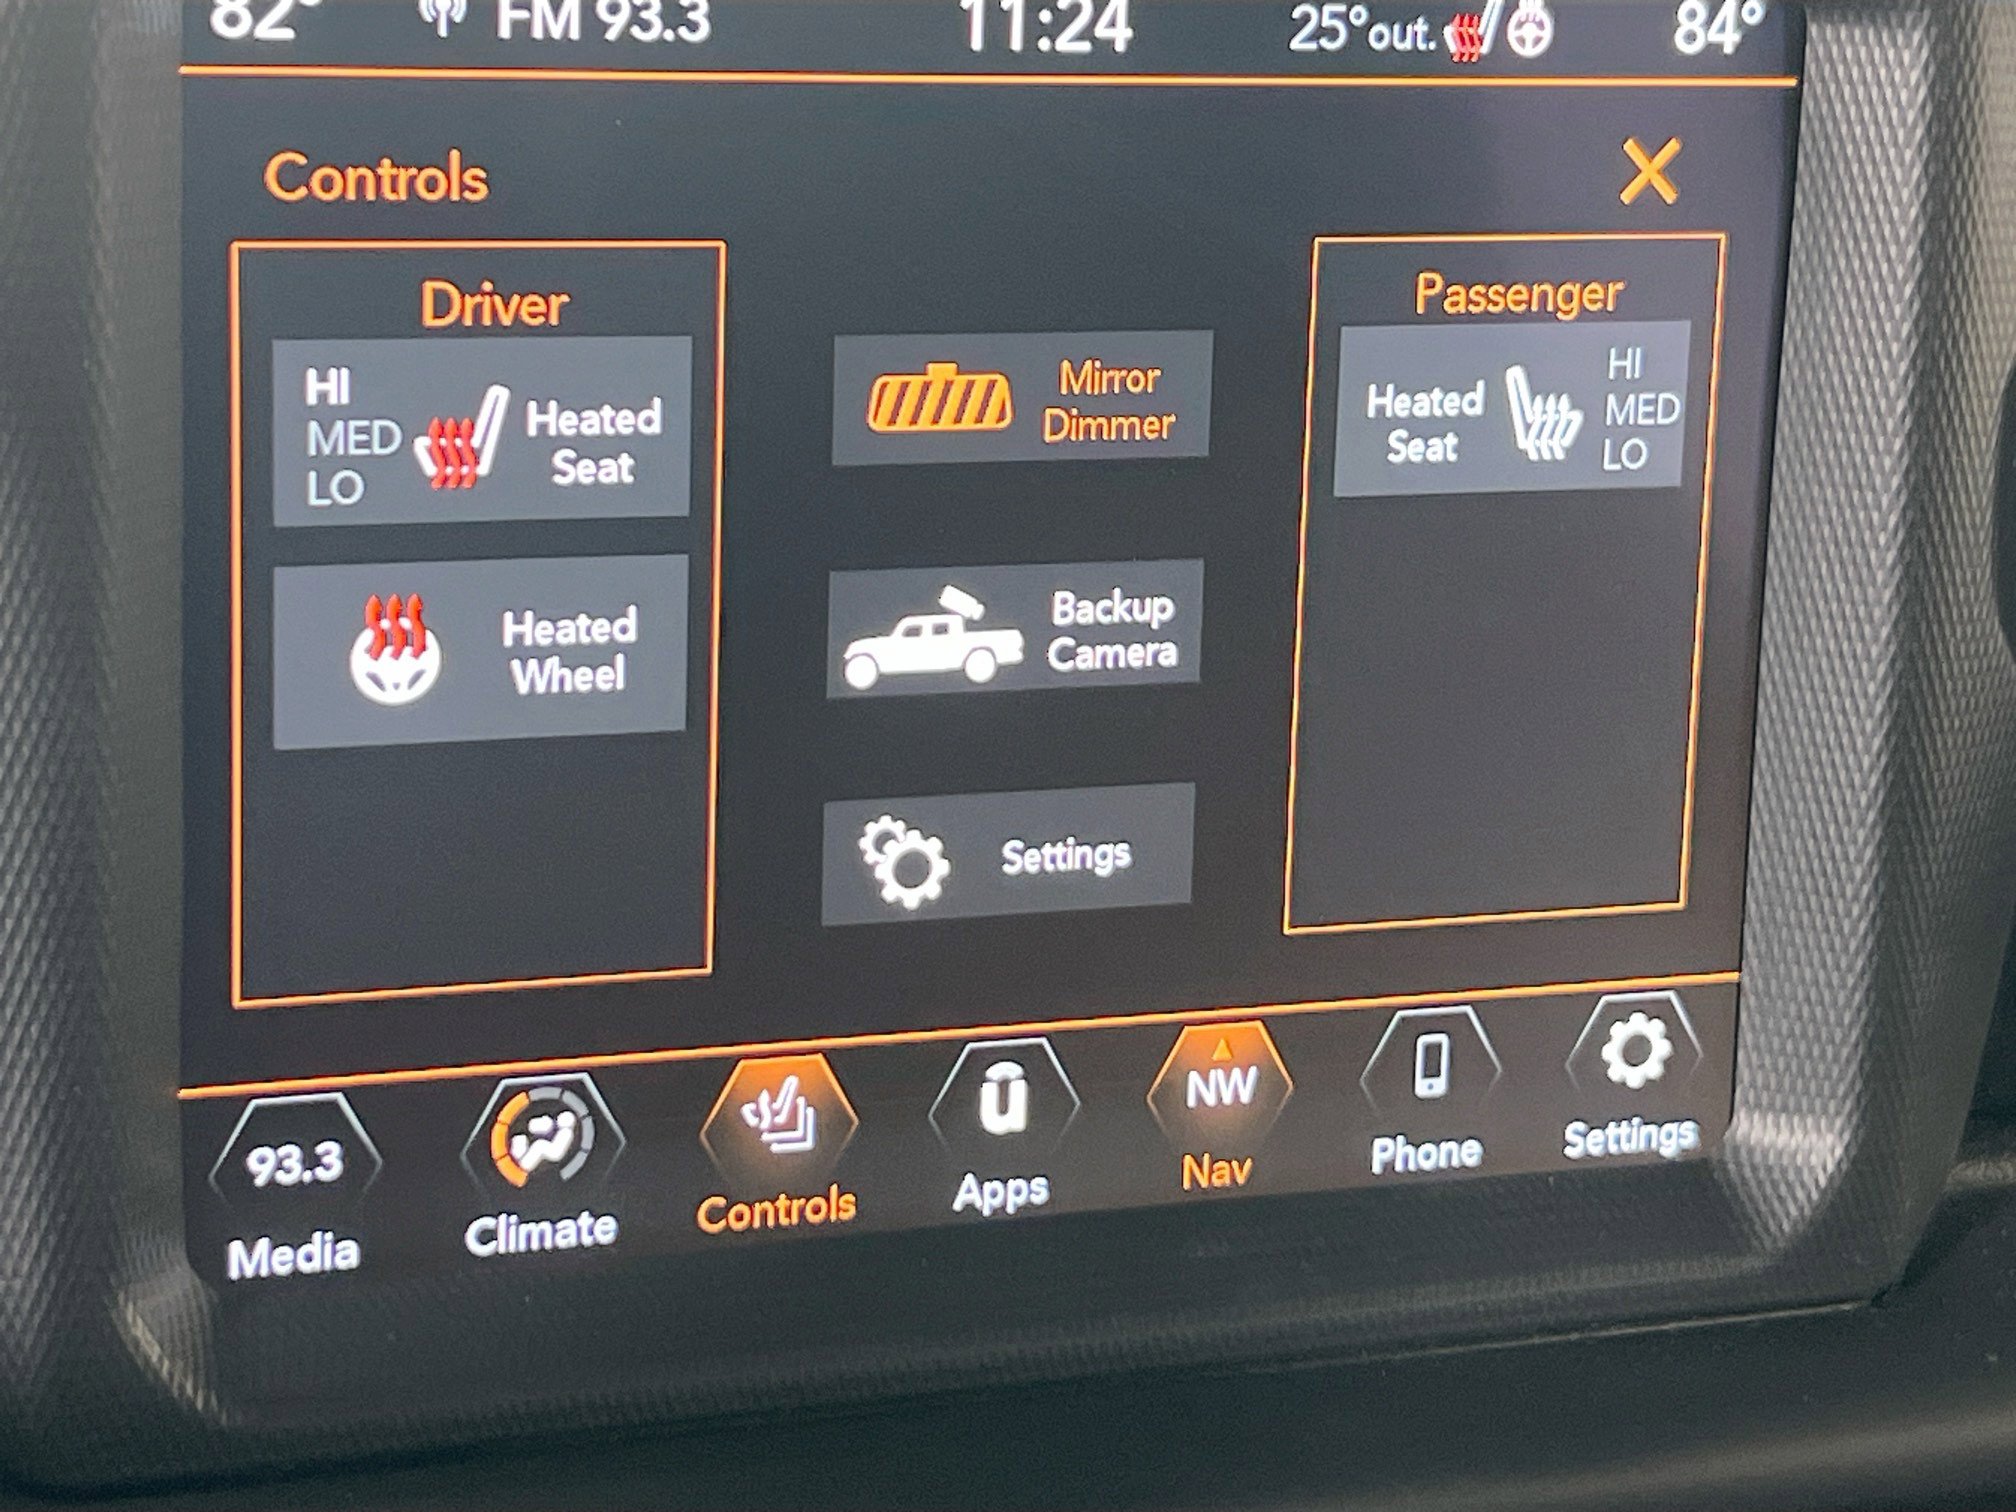 82° FM 93.3 11:24 25°out. 84°
Controls
Driver
HI
MED
LO
Heated
Seat
Heated
Wheel
Mirror
Dimmer
Backup
Camera
Settings
Passenger
Heated
Seat
HI
MED
LO
93.3
Media
Climate
Controls
u
Apps
NW
Nav
Phone
Settings